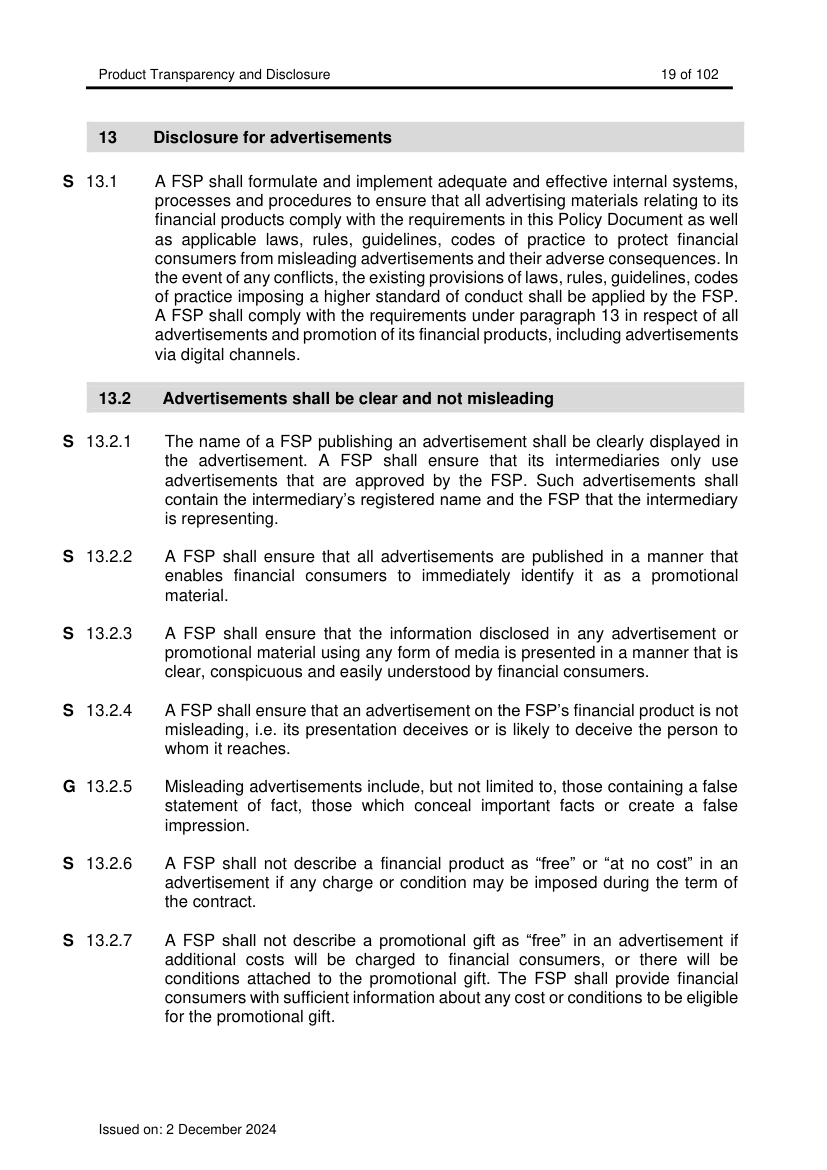 Product Transparency and Disclosure 19 of 102
13 Disclosure for advertisements
S 13.1 A FSP shall formulate and implement adequate and effective internal systems,
processes and procedures to ensure that all advertising materials relating to its
financial products comply with the requirements in this Policy Document as well
as applicable laws, rules, guidelines, codes of practice to protect financial
consumers from misleading advertisements and their adverse consequences. In
the event of any conflicts, the existing provisions of laws, rules, guidelines, codes
of practice imposing a higher standard of conduct shall be applied by the FSP.
A FSP shall comply with the requirements under paragraph 13 in respect of all
advertisements and promotion of its financial products, including advertisements
via digital channels.
13.2 Advertisements shall be clear and not misleading
S 13.2.1 The name of a FSP publishing an advertisement shall be clearly displayed in
the advertisement. A FSP shall ensure that its intermediaries only use
advertisements that are approved by the FSP. Such advertisements shall
contain the intermediary’s registered name and the FSP that the intermediary
is representing.
S 13.2.2 A FSP shall ensure that all advertisements are published in a manner that
enables financial consumers to immediately identify it as a promotional
material.
S 13.2.3 A FSP shall ensure that the information disclosed in any advertisement or
promotional material using any form of media is presented in a manner that is
clear, conspicuous and easily understood by financial consumers.
S 13.2.4 A FSP shall ensure that an advertisement on the FSP’s financial product is not
misleading, i.e. its presentation deceives or is likely to deceive the person to
whom it reaches.
G 13.2.5 Misleading advertisements include, but not limited to, those containing a false
statement of fact, those which conceal important facts or create a false
impression.
S 13.2.6 A FSP shall not describe a financial product as “free” or “at no cost” in an
advertisement if any charge or condition may be imposed during the term of
the contract.
S 13.2.7 A FSP shall not describe a promotional gift as “free” in an advertisement if
additional costs will be charged to financial consumers, or there will be
conditions attached to the promotional gift. The FSP shall provide financial
consumers with sufficient information about any cost or conditions to be eligible
for the promotional gift.
Issued on: 2 December 2024